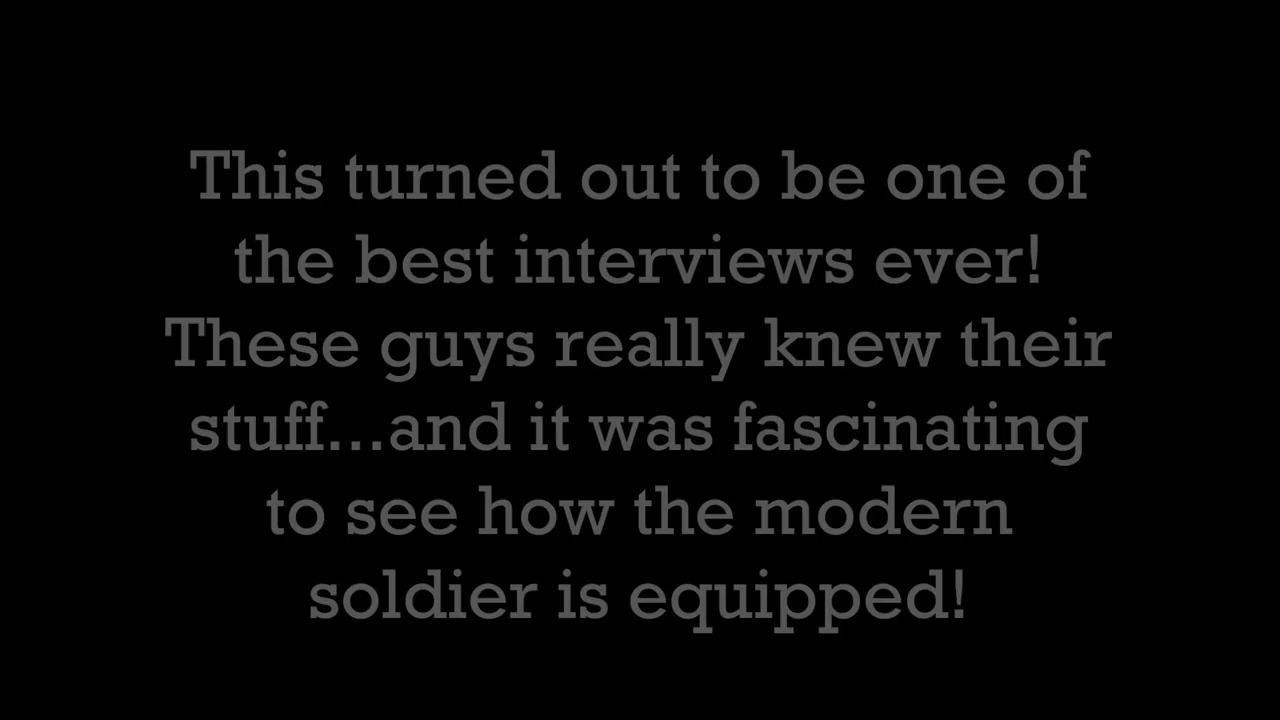 This turned out to be one of
the best interviews ever!
These guys really knew their
stuff...and it was fascinating
to see how the modern
soldier is equipped!